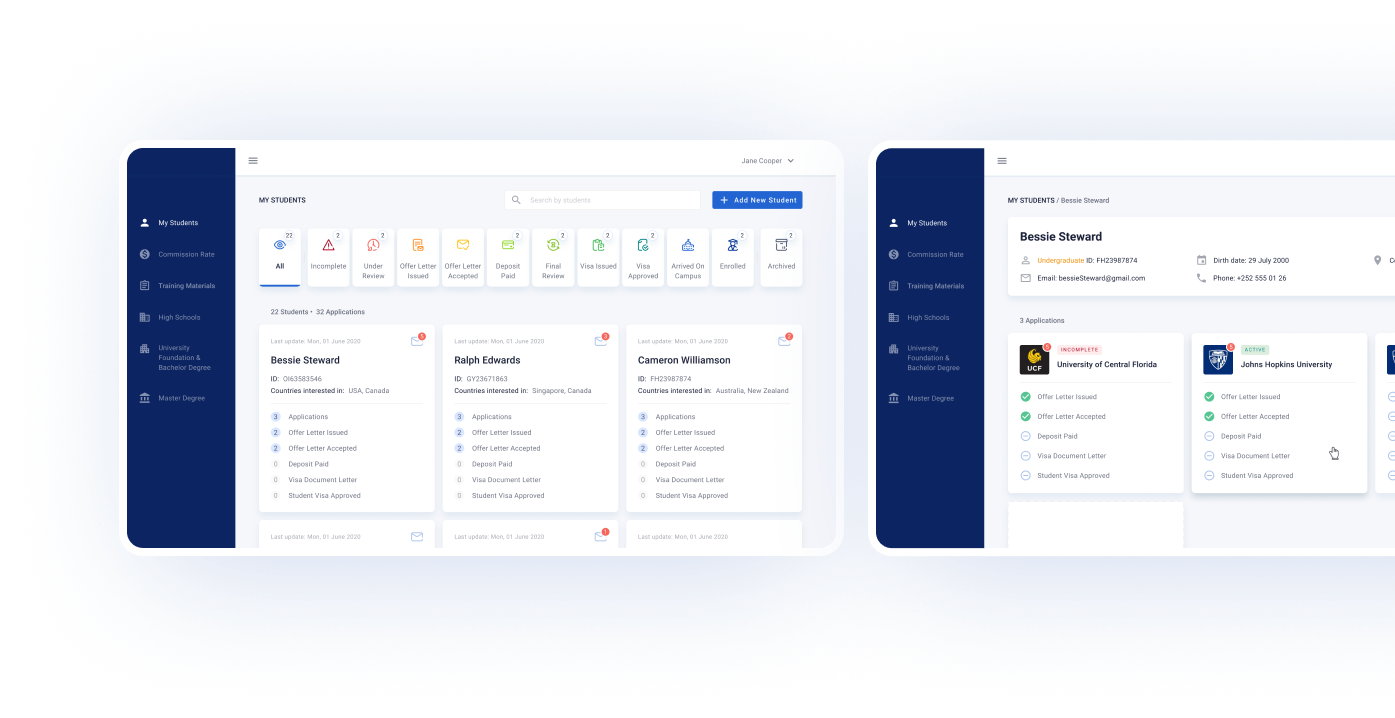 Jane Cooper
MY STUDENTS
Search by students
Add New Student
My Students
Commission Rate
Training Materials
High Schools
University
Foundation &
Bachelor Degree
Master Degree
22
All
2
Incomplete
2
Under
Review
Offer Letter
Issued
Offer Letter
Accepted
2
Deposit
Paid
2
Final
Review
2
Visa Issued
2
Visa
Approved
Arrived On
Campus
2
Enrolled
2
Archived
22 Students • 32 Applications
Last update: Mon, 01 June 2020
5
Bessie Steward
ID: OI63583546
Countries interested in: USA, Canada
3 Applications
2 Offer Letter Issued
2 Offer Letter Accepted
0 Deposit Paid
0 Visa Document Letter
0 Student Visa Approved
Last update: Mon, 01 June 2020
3
Ralph Edwards
ID: GY23671863
Countries interested in: Singapore, Canada
3 Applications
2 Offer Letter Issued
2 Offer Letter Accepted
0 Deposit Paid
0 Visa Document Letter
0 Student Visa Approved
Last update: Mon, 01 June 2020
2
Cameron Williamson
ID: FH23987874
Countries interested in: Australia, New Zealand
3 Applications
2 Offer Letter Issued
2 Offer Letter Accepted
0 Deposit Paid
0 Visa Document Letter
0 Student Visa Approved
Last update: Mon, 01 June 2020
Last update: Mon, 01 June 2020
1
Last update: Mon, 01 June 2020
My Students
Commission Rate
Training Materials
High Schools
University
Foundation &
Bachelor Degree
Master Degree
MY STUDENTS / Bessie Steward
Bessie Steward
Undergraduate ID: FH23987874
Dirth date: 29 July 2000
Email: bessieSteward@gmail.com
Phone: +252 555 01 26
3 Applications
UCF
5
INCOMPLETE
University of Central Florida
Offer Letter Issued
Offer Letter Accepted
Deposit Paid
Visa Document Letter
Student Visa Approved
5
ACTIVE
Johns Hopkins University
Offer Letter Issued
Offer Letter Accepted
Deposit Paid
Visa Document Letter
Student Visa Approved